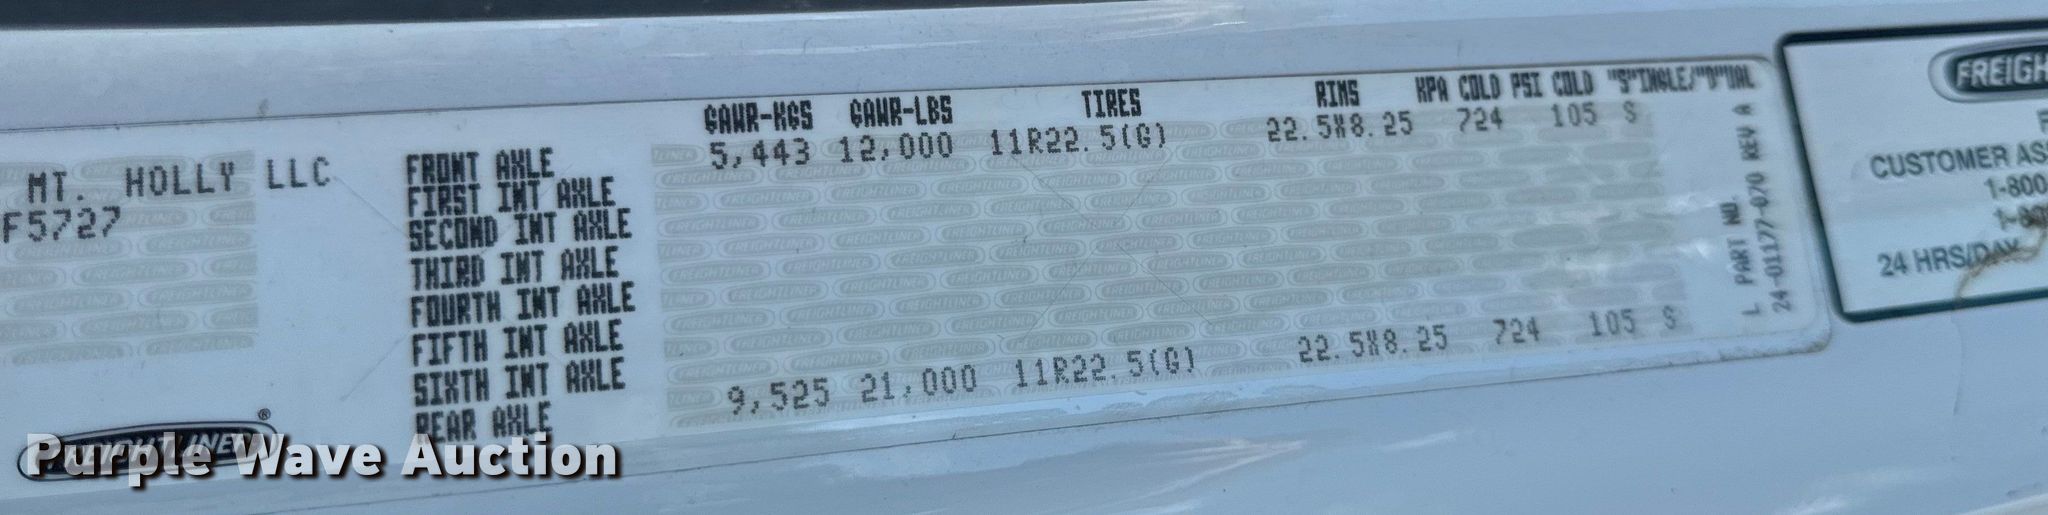 MT. HOLLY LLC
F5727
FREIGHTLINER®
GAWR-KGS GAWR-LBS TIRES RIMS KPA COLD PSI COLD "S"INGLE/"D"UAL
FRONT AXLE 5,443 12,000 11R22.5(G) 22.5X8.25 724 105 S
FIRST INT AXLE
SECOND INT AXLE
THIRD INT AXLE
FOURTH INT AXLE
FIFTH INT AXLE
SIXTH INT AXLE
REAR AXLE 9,525 21,000 11R22.5(G) 22.5X8.25 724 105 S
L PART NO.
24-01177-070 REV A
FREIGH
CUSTOMER AS
1-800
24 HRS/DAY
Purple Wave Auction